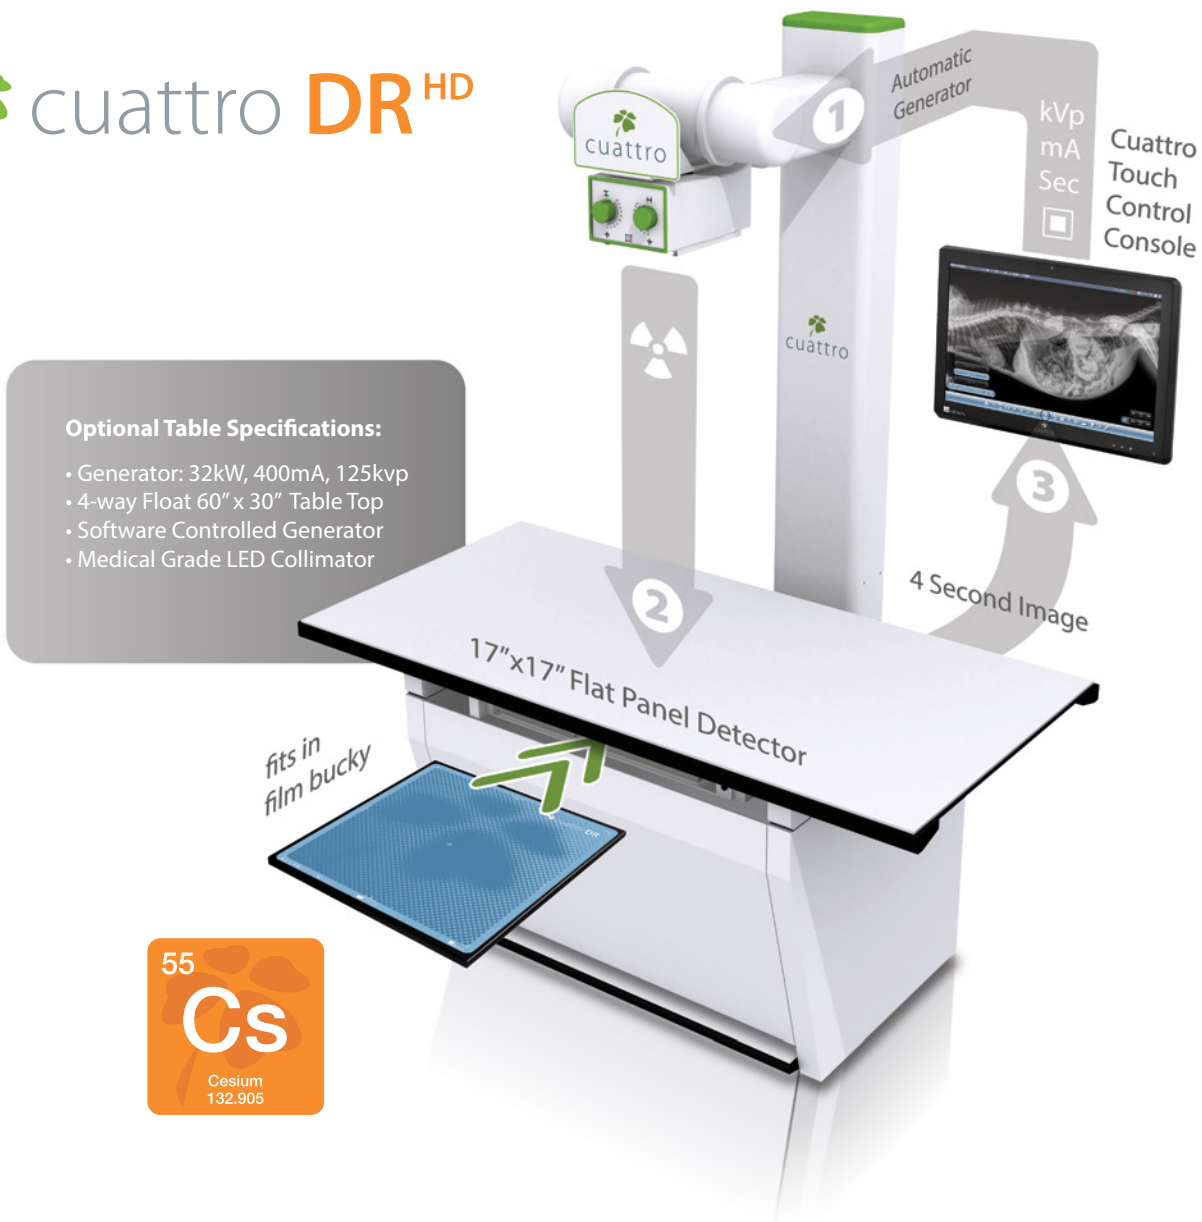 cuattro DR HD
Automatic
Generator
1
kVp
mA
Sec
Cuattro
Touch
Control
Console
cuattro
cuattro
Optional Table Specifications:
• Generator: 32kW, 400mA, 125kvp
• 4-way Float 60” x 30” Table Top
• Software Controlled Generator
• Medical Grade LED Collimator
2
3
4 Second Image
17”x17” Flat Panel Detector
fits in
film bucky
DR
55
Cs
Cesium
132.905